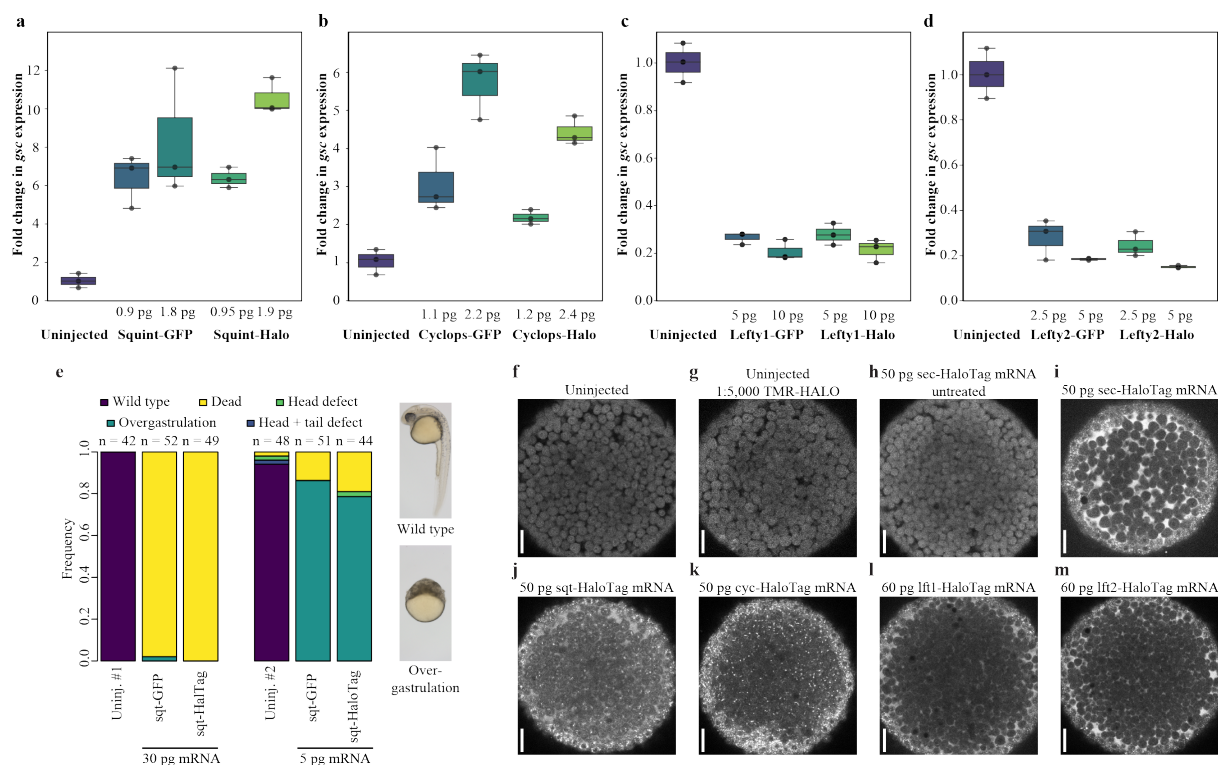 a
Fold change in gsc expression
12
10
8
6
4
2
0
0.9 pg 1.8 pg 0.95 pg 1.9 pg
Uninjected Squint-GFP Squint-Halo
b
Fold change in gsc expression
6
5
4
3
2
1
0
1.1 pg 2.2 pg 1.2 pg 2.4 pg
Uninjected Cyclops-GFP Cyclops-Halo
c
Fold change in gsc expression
1.0
0.8
0.6
0.4
0.2
0.0
5 pg 10 pg 5 pg 10 pg
Uninjected Lefty1-GFP Lefty1-Halo
d
Fold change in gsc expression
1.0
0.8
0.6
0.4
0.2
0.0
2.5 pg 5 pg 2.5 pg 5 pg
Uninjected Lefty2-GFP Lefty2-Halo
e
Wild type Dead Head defect
Overgastrulation Head + tail defect
n = 42 n = 52 n = 49 n = 48 n = 51 n = 44
Frequency
1.0
0.8
0.6
0.4
0.2
0.0
Uninj. #1
sqt-GFP
sqt-HalTag
Uninj. #2
sqt-GFP
sqt-Halo Tag
30 pg mRNA 5 pg mRNA
Wild type
Over-
gastrulation
f
Uninjected
g
Uninjected
1:5,000 TMR-HALO
h
50 pg sec-HaloTag mRNA
untreated
i
50 pg sec-HaloTag mRNA
j
50 pg sqt-HaloTag mRNA
k
50 pg cyc-HaloTag mRNA
l
60 pg lft1-HaloTag mRNA
m
60 pg lft2-HaloTag mRNA